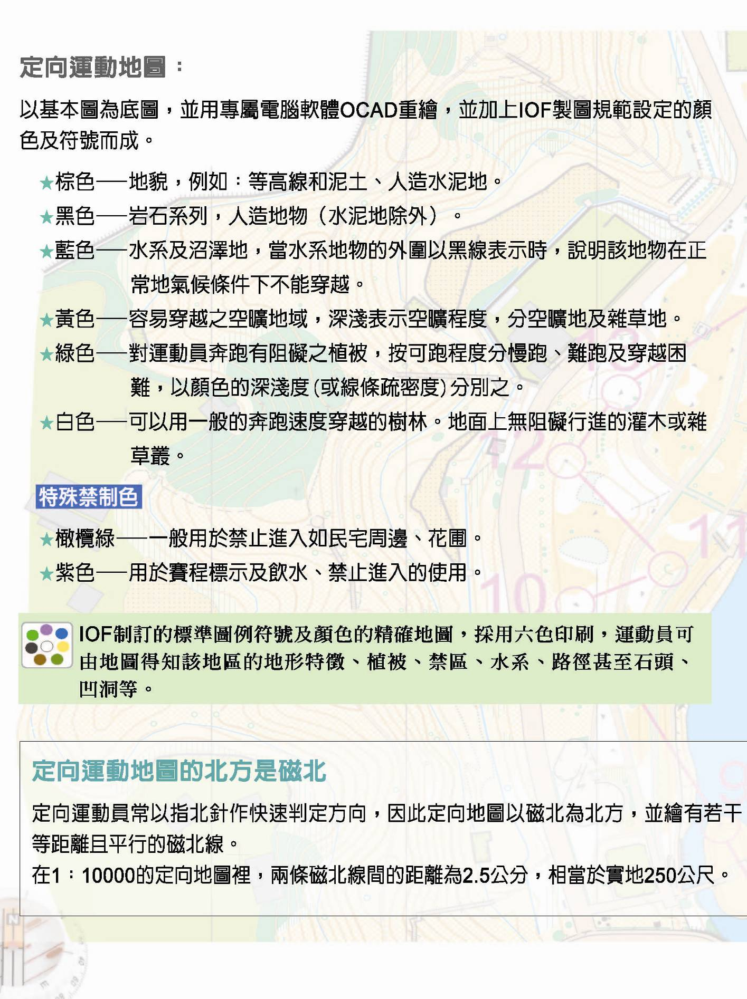 定向運動地圖：
以基本圖為底圖，並用專屬電腦軟體OCAD重繪，並加上IOF製圖規範設定的顏
色及符號而成。
★棕色——地貌，例如：等高線和泥土、人造水泥地。
★黑色——岩石系列，人造地物（水泥地除外）。
★藍色——水系及沼澤地，當水系地物的外圍以黑線表示時，說明該地物在正
常地氣候條件下不能穿越。
★黃色——容易穿越之空曠地域，深淺表示空曠程度，分空曠地及雜草地。
★綠色——對運動員奔跑有阻礙之植被，按可跑程度分慢跑、難跑及穿越困
難，以顏色的深淺度(或線條疏密度)分別之。
★白色——可以用一般的奔跑速度穿越的樹林。地面上無阻礙行進的灌木或雜
草叢。
特殊禁制色
★橄欖綠——一般用於禁止進入如民宅周邊、花圃。
★紫色——用於賽程標示及飲水、禁止進入的使用。
IOF制訂的標準圖例符號及顏色的精確地圖，採用六色印刷，運動員可
由地圖得知該地區的地形特徵、植被、禁區、水系、路徑甚至石頭、
凹洞等。
定向運動地圖的北方是磁北
定向運動員常以指北針作快速判定方向，因此定向地圖以磁北為北方，並繪有若干
等距離且平行的磁北線。
在1：10000的定向地圖裡，兩條磁北線間的距離為2.5公分，相當於實地250公尺。
13
12
11
10
9
N